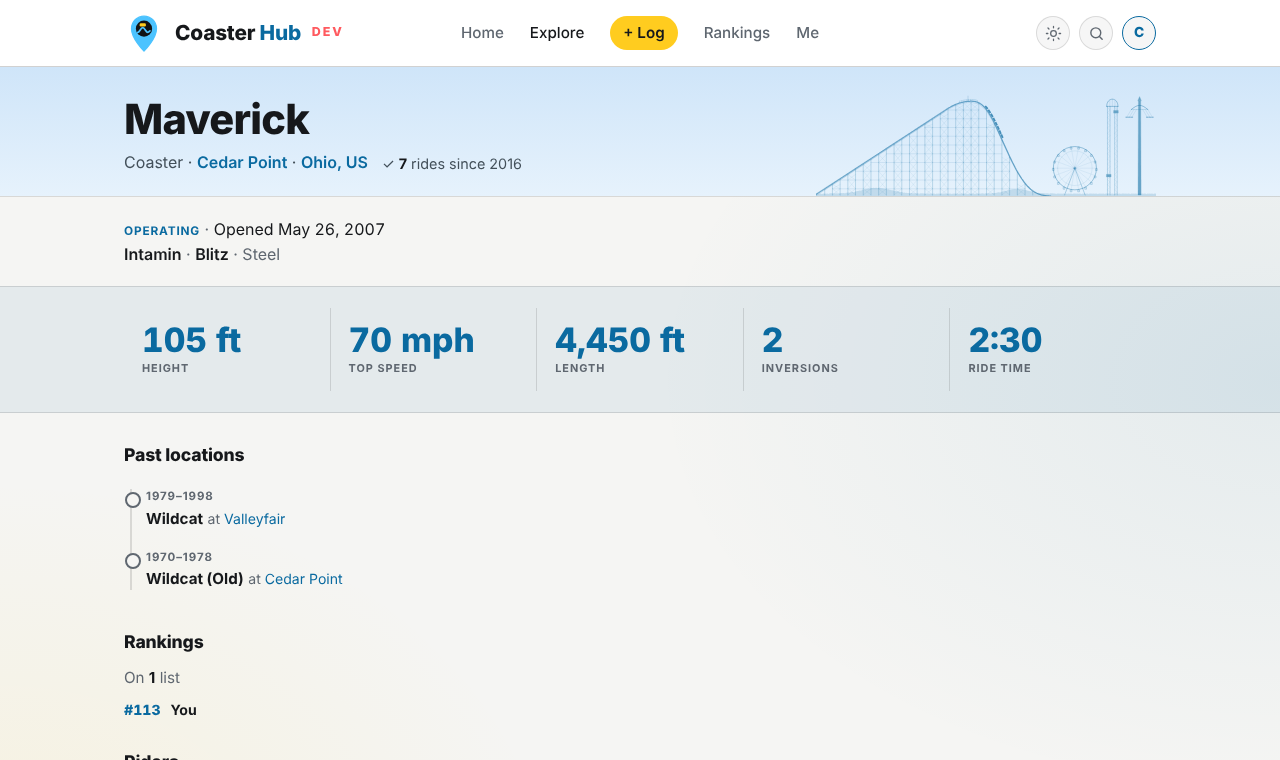 Coaster Hub DEV
Home Explore + Log Rankings Me
C
Maverick
Coaster · Cedar Point · Ohio, US ✓ 7 rides since 2016
OPERATING · Opened May 26, 2007
Intamin · Blitz · Steel
105 ft 70 mph 4,450 ft 2 2:30
HEIGHT TOP SPEED LENGTH INVERSIONS RIDE TIME
Past locations
1979–1998
Wildcat at Valleyfair
1970–1978
Wildcat (Old) at Cedar Point
Rankings
On 1 list
#113 You
Riders